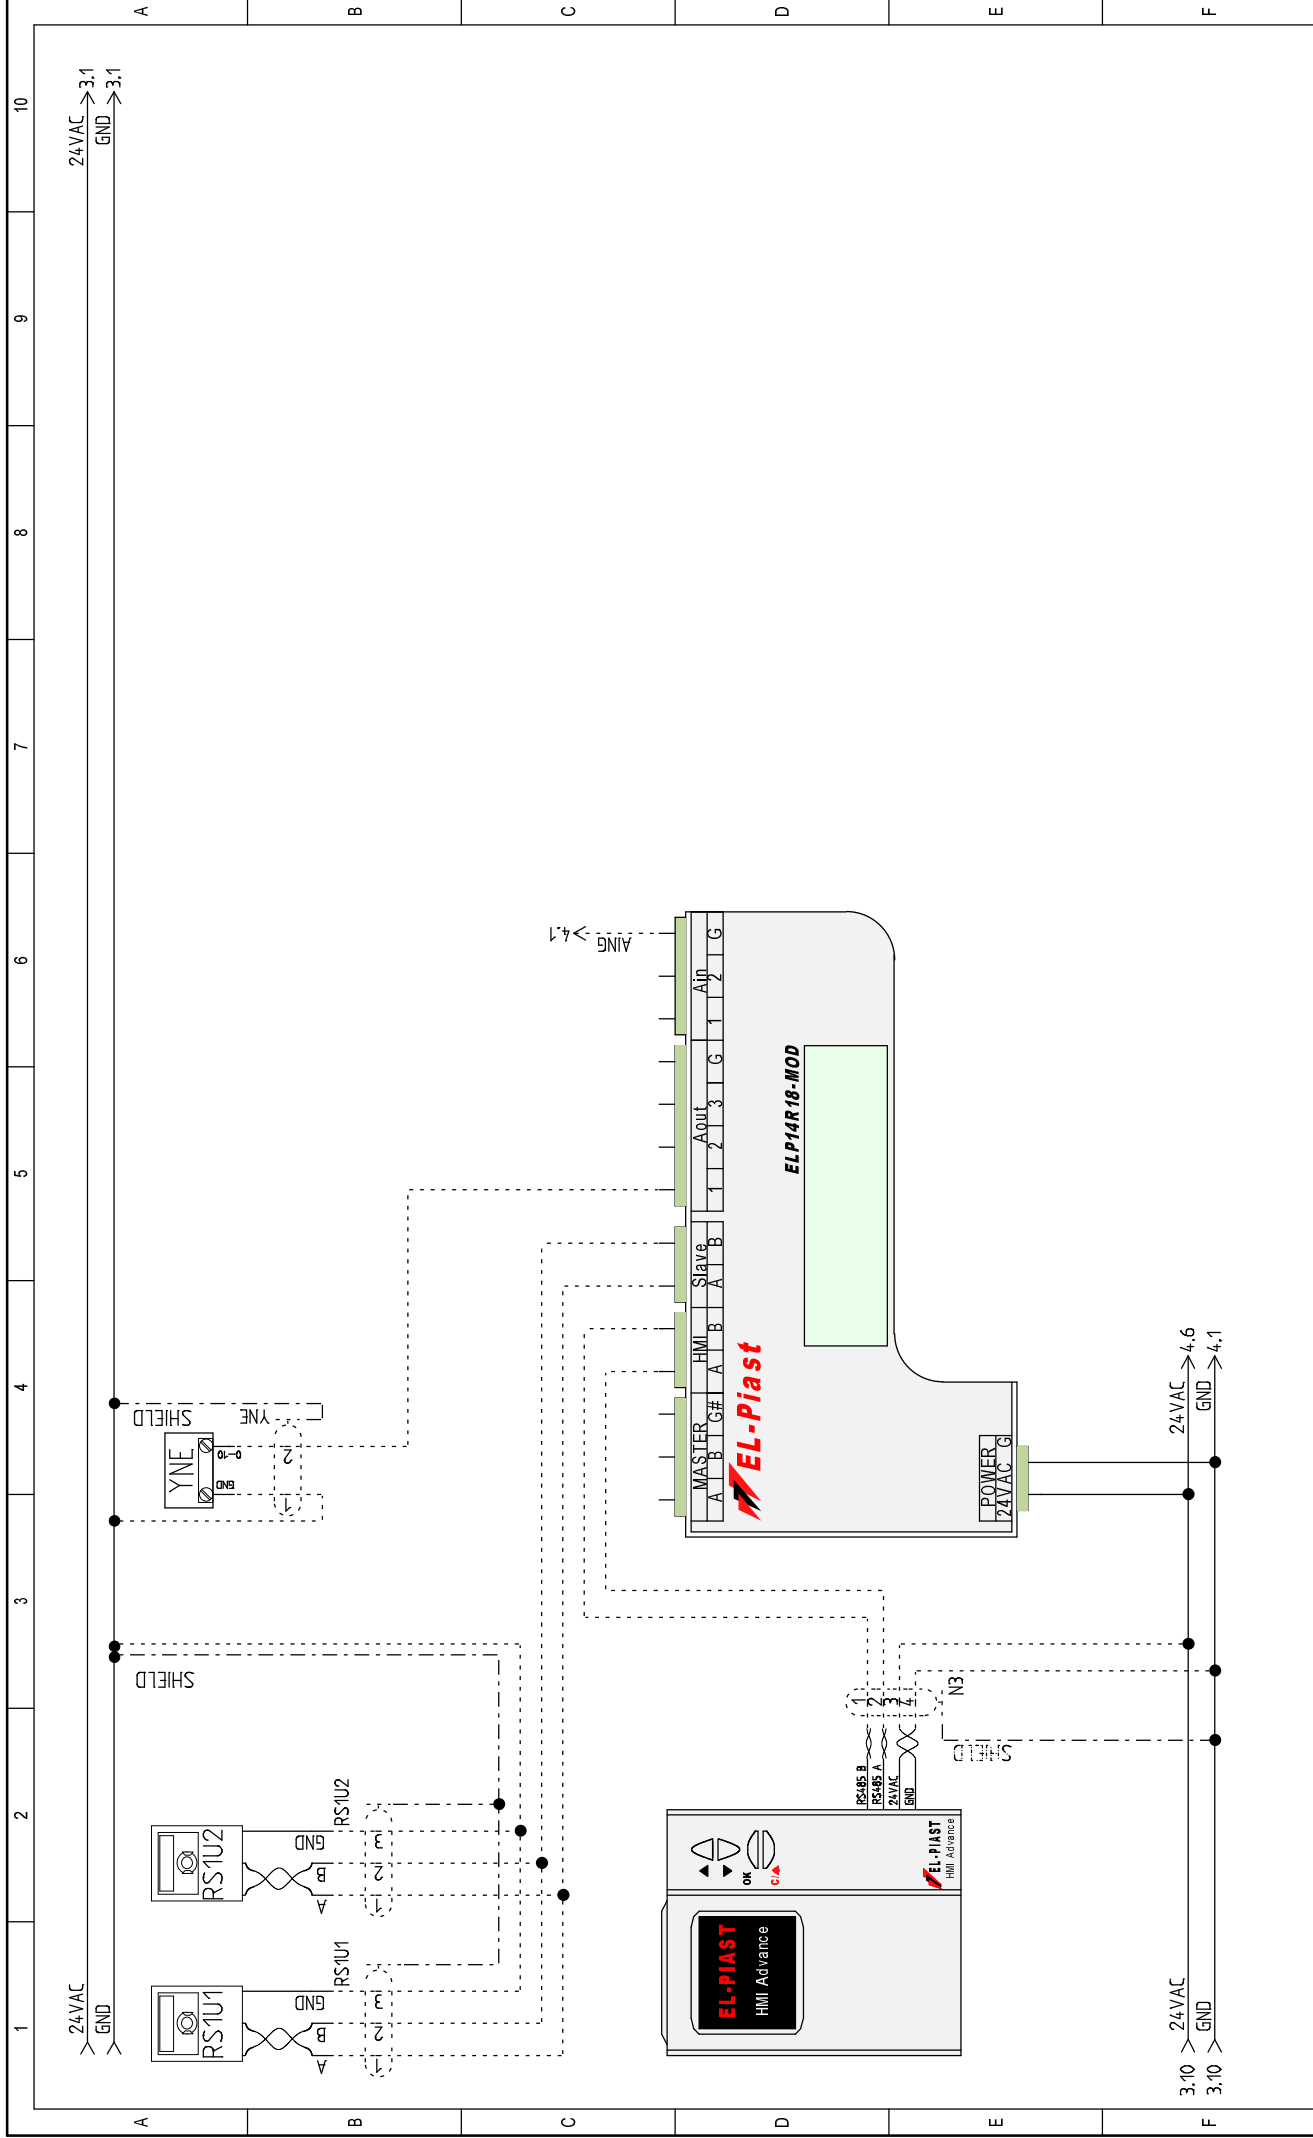 1 2 3 4 5 6 7 8 9 10
A
B
C
D
E
F
24VAC
GND
24VAC
3.1
GND
3.1
RS1U1
A
B
GND
1
2
3
RS1U1
RS1U2
A
B
GND
1
2
3
RS1U2
SHIELD
YNE
GND
0-10
1
2
YNE
SHIELD
AING
4.1
MASTER
HMI
Slave
Aout
Ain
A B G#
A B
A B
1 2 3 G
1 2 G
EL-Piast
ELP14R18-MOD
POWER
24VAC G
EL-PIAST
HMI Advance
OK
C/
EL-PIAST
HMI Advance
RS485 B
RS485 A
24VAC
GND
1
2
3
4
N3
SHIELD
3.10
24VAC
3.10
GND
24VAC
4.6
GND
4.1
A
B
C
D
E
F